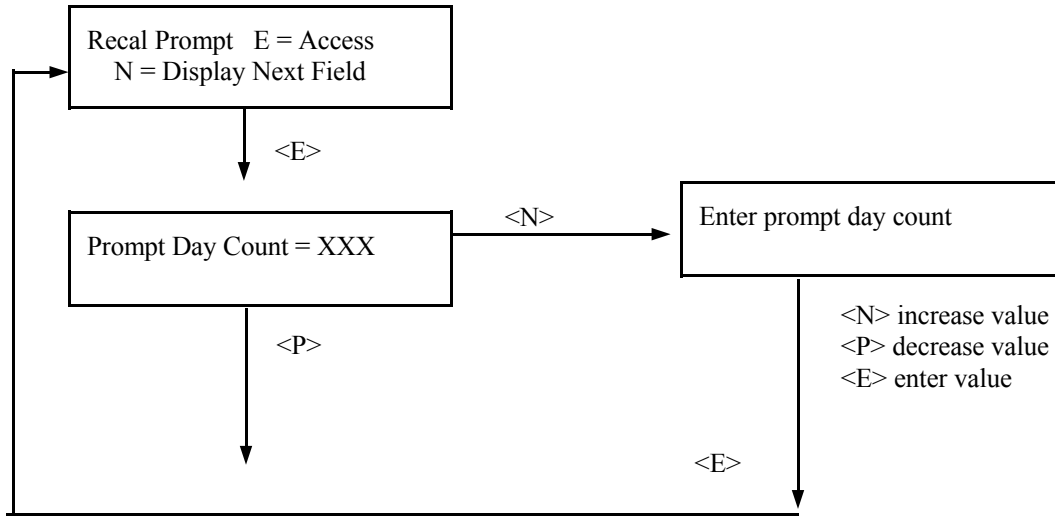 Recal Prompt E = Access
N = Display Next Field
<E>
Prompt Day Count = XXX
<N>
Enter prompt day count
<P>
<N> increase value
<P> decrease value
<E> enter value
<E>